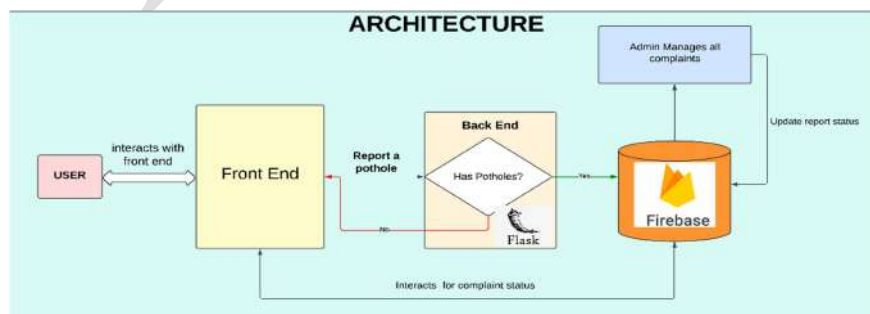 ARCHITECTURE
Admin Manages all
complaints
Update report status
interacts with
front end
USER
Front End
Report a
pothole
Back End
Has Potholes?
Yes
No
Flask
Firebase
Interacts for complaint status